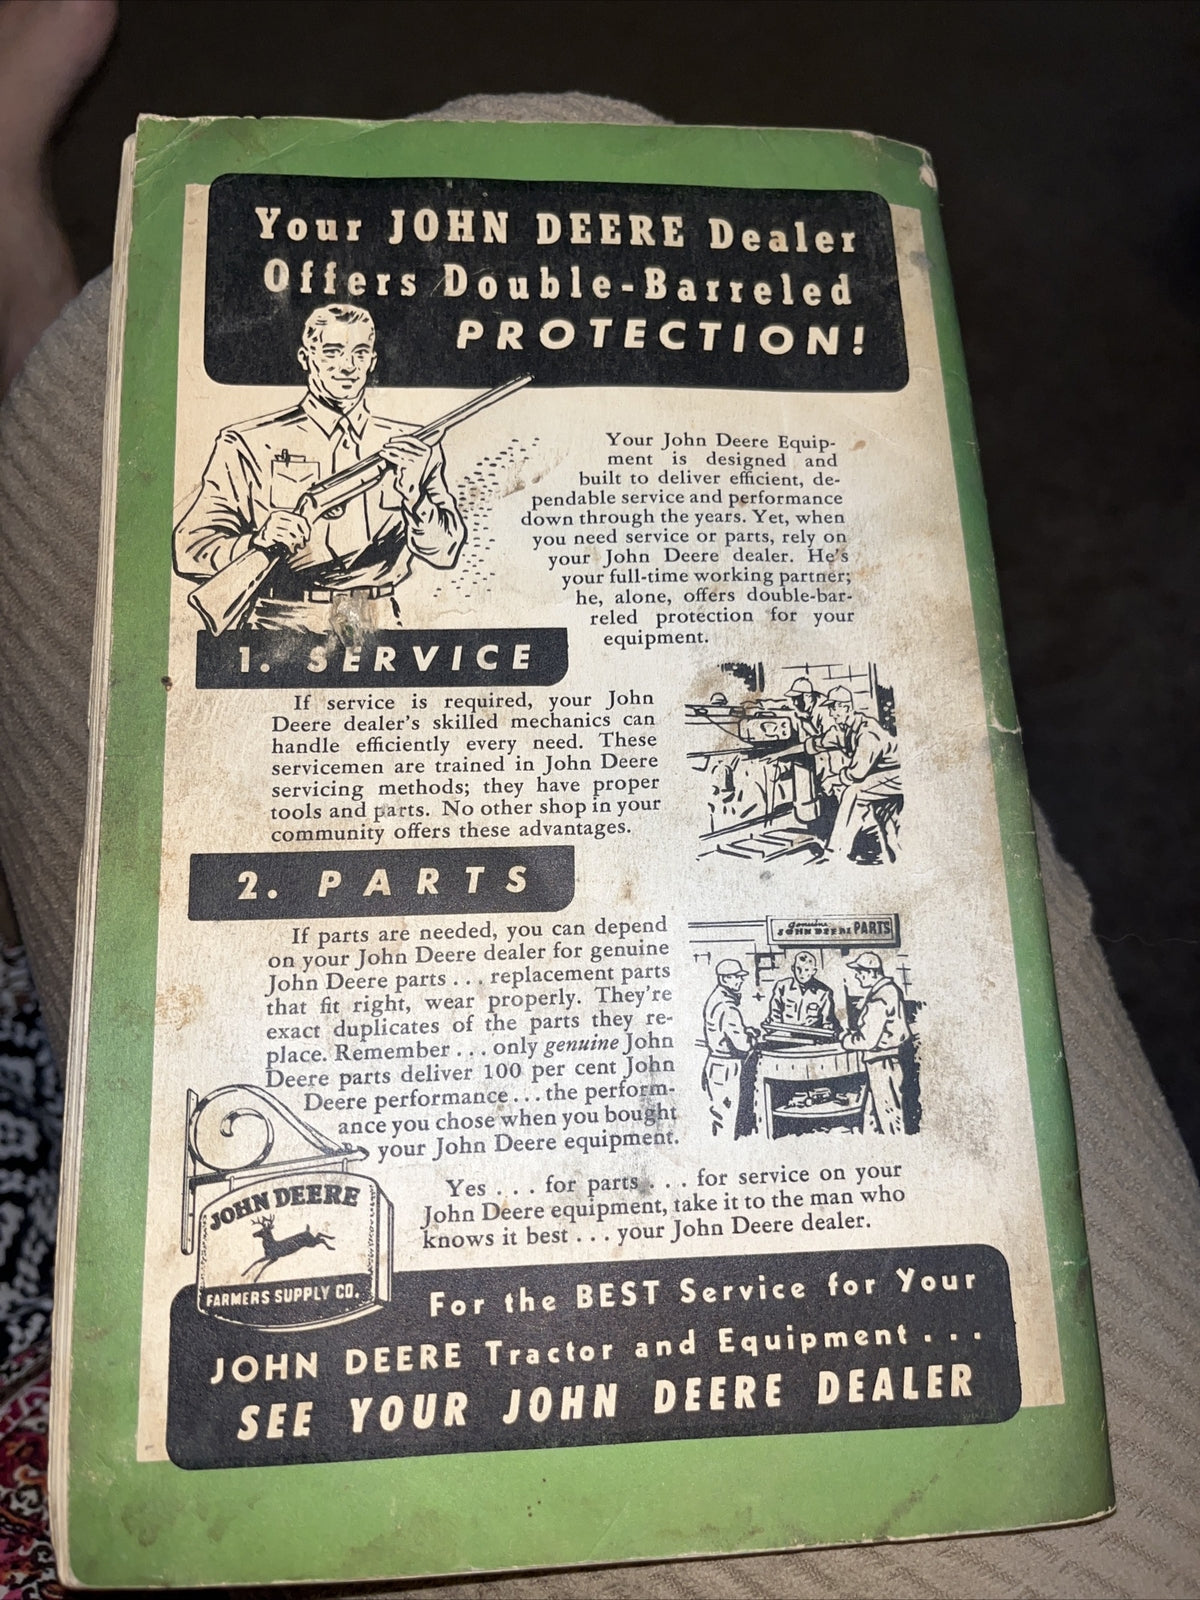 Your JOHN DEERE Dealer
Offers Double-Barreled
PROTECTION!
Your John Deere Equip-
ment is designed and
built to deliver efficient, de-
pendable service and performance
down through the years. Yet, when
you need service or parts, rely on
your John Deere dealer. He's
your full-time working partner;
he, alone, offers double-bar-
reled protection for your
equipment.
1. SERVICE
If service is required, your John
Deere dealer's skilled mechanics can
handle efficiently every need. These
servicemen are trained in John Deere
servicing methods; they have proper
tools and parts. No other shop in your
community offers these advantages.
2. PARTS
If parts are needed, you can depend
on your John Deere dealer for genuine
John Deere parts . . . replacement parts
that fit right, wear properly. They're
exact duplicates of the parts they re-
place. Remember . . . only genuine John
Deere parts deliver 100 per cent John
Deere performance . . . the perform-
ance you chose when you bought
your John Deere equipment.
Genuine
JOHN DEERE PARTS
Yes . . . for parts . . . for service on your
John Deere equipment, take it to the man who
knows it best . . . your John Deere dealer.
JOHN DEERE
FARMERS SUPPLY CO.
For the BEST Service for Your
JOHN DEERE Tractor and Equipment . . .
SEE YOUR JOHN DEERE DEALER